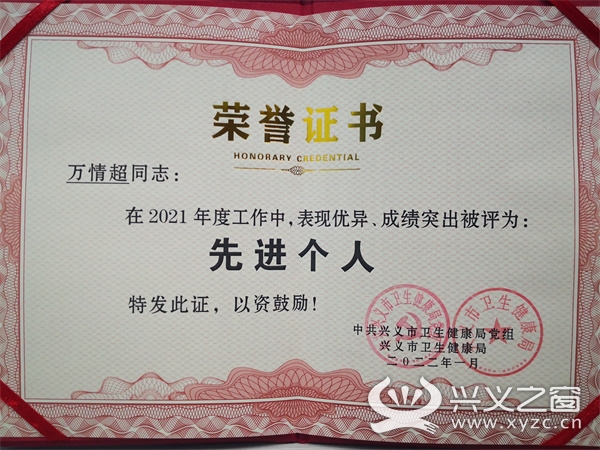 荣誉证书
HONORARY CREDENTIAL
万情超同志：
在2021年度工作中，表现优异、成绩突出被评为：
先进个人
特发此证，以资鼓励！
中共兴义市卫生健康局党组
兴义市卫生健康局
二〇二二年一月
兴义之窗
www.xyzc.cn